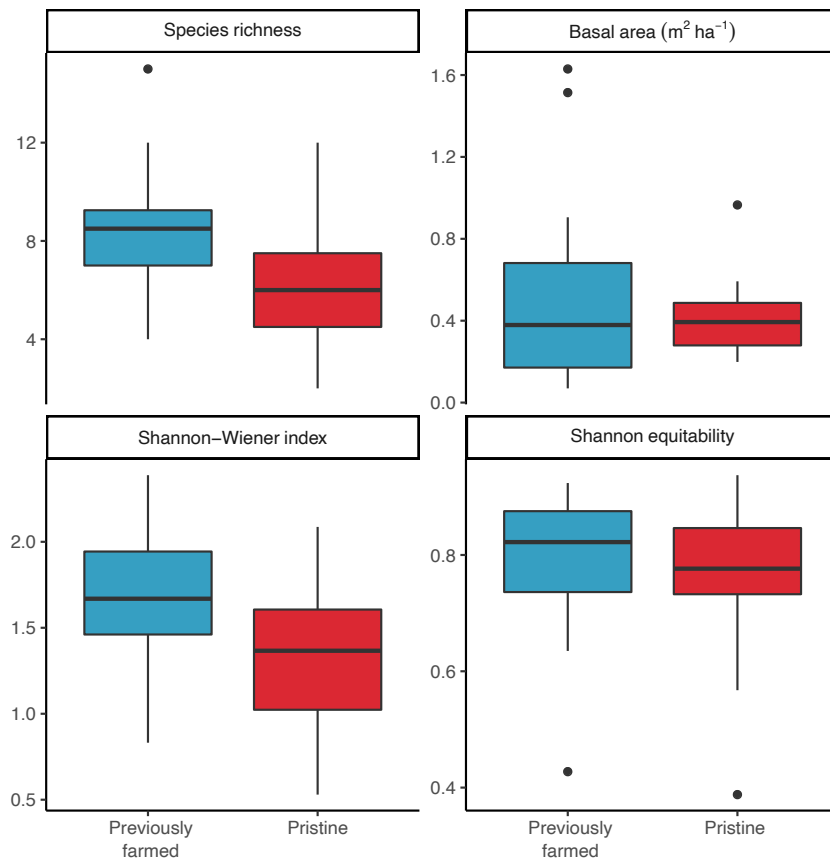 Species richness
Basal area (m² ha⁻¹)
12
8
4
1.6
1.2
0.8
0.4
0.0
Shannon–Wiener index
Shannon equitability
2.0
1.5
1.0
0.5
0.8
0.6
0.4
Previously
farmed
Pristine
Previously
farmed
Pristine